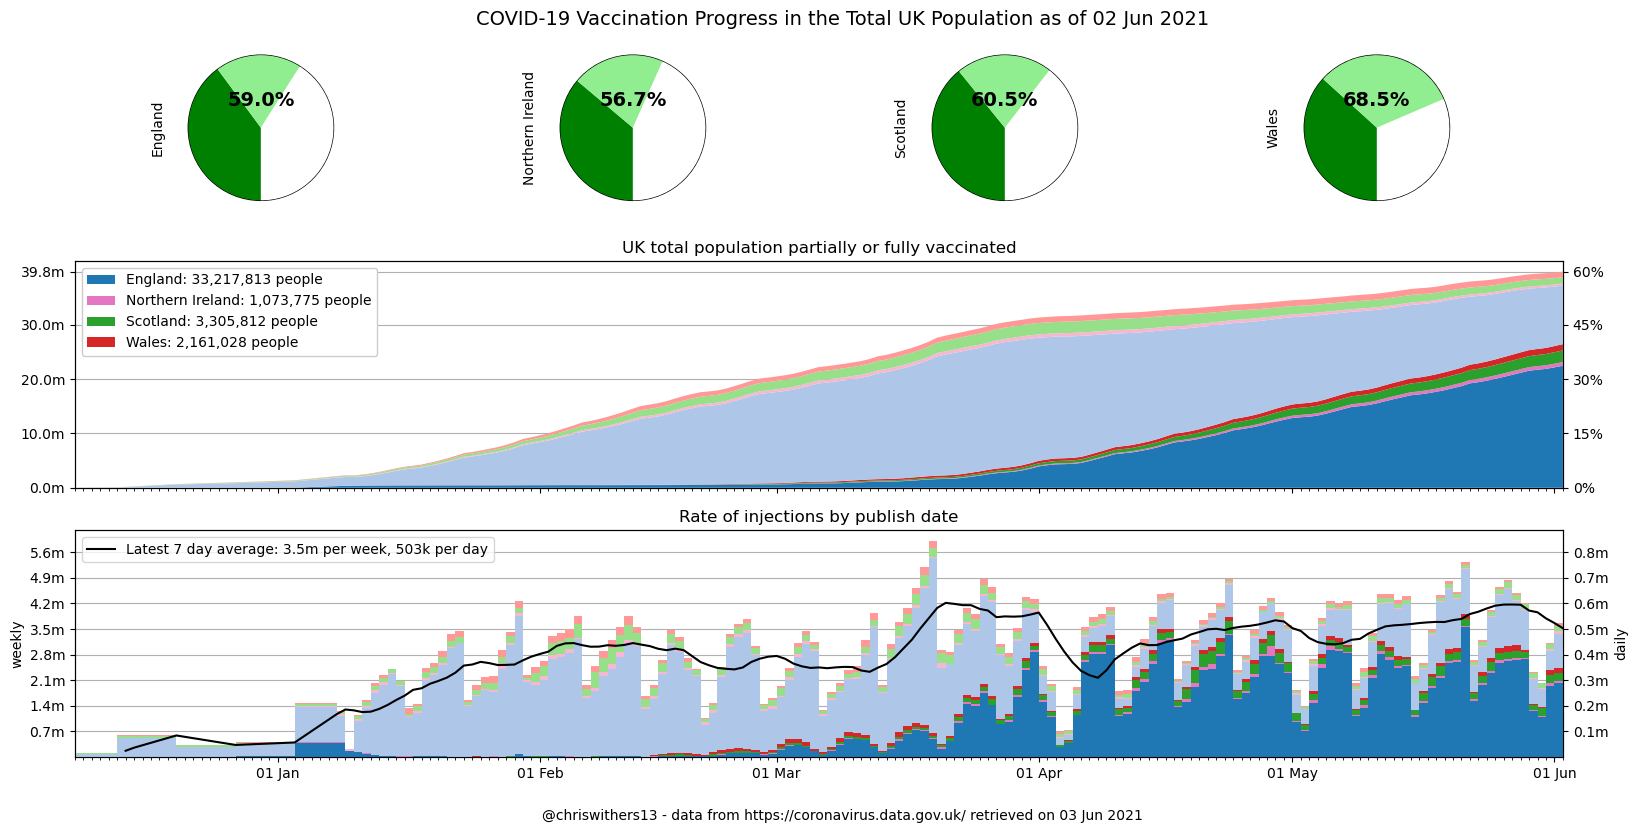 COVID-19 Vaccination Progress in the Total UK Population as of 02 Jun 2021
England
59.0%
Northern Ireland
56.7%
Scotland
60.5%
Wales
68.5%
UK total population partially or fully vaccinated
39.8m
30.0m
20.0m
10.0m
0.0m
England: 33,217,813 people
Northern Ireland: 1,073,775 people
Scotland: 3,305,812 people
Wales: 2,161,028 people
60%
45%
30%
15%
0%
Rate of injections by publish date
weekly
5.6m
4.9m
4.2m
3.5m
2.8m
2.1m
1.4m
0.7m
Latest 7 day average: 3.5m per week, 503k per day
0.8m
0.7m
0.6m
0.5m
0.4m
0.3m
0.2m
0.1m
daily
01 Jan
01 Feb
01 Mar
01 Apr
01 May
01 Jun
@chriswithers13 - data from https://coronavirus.data.gov.uk/ retrieved on 03 Jun 2021